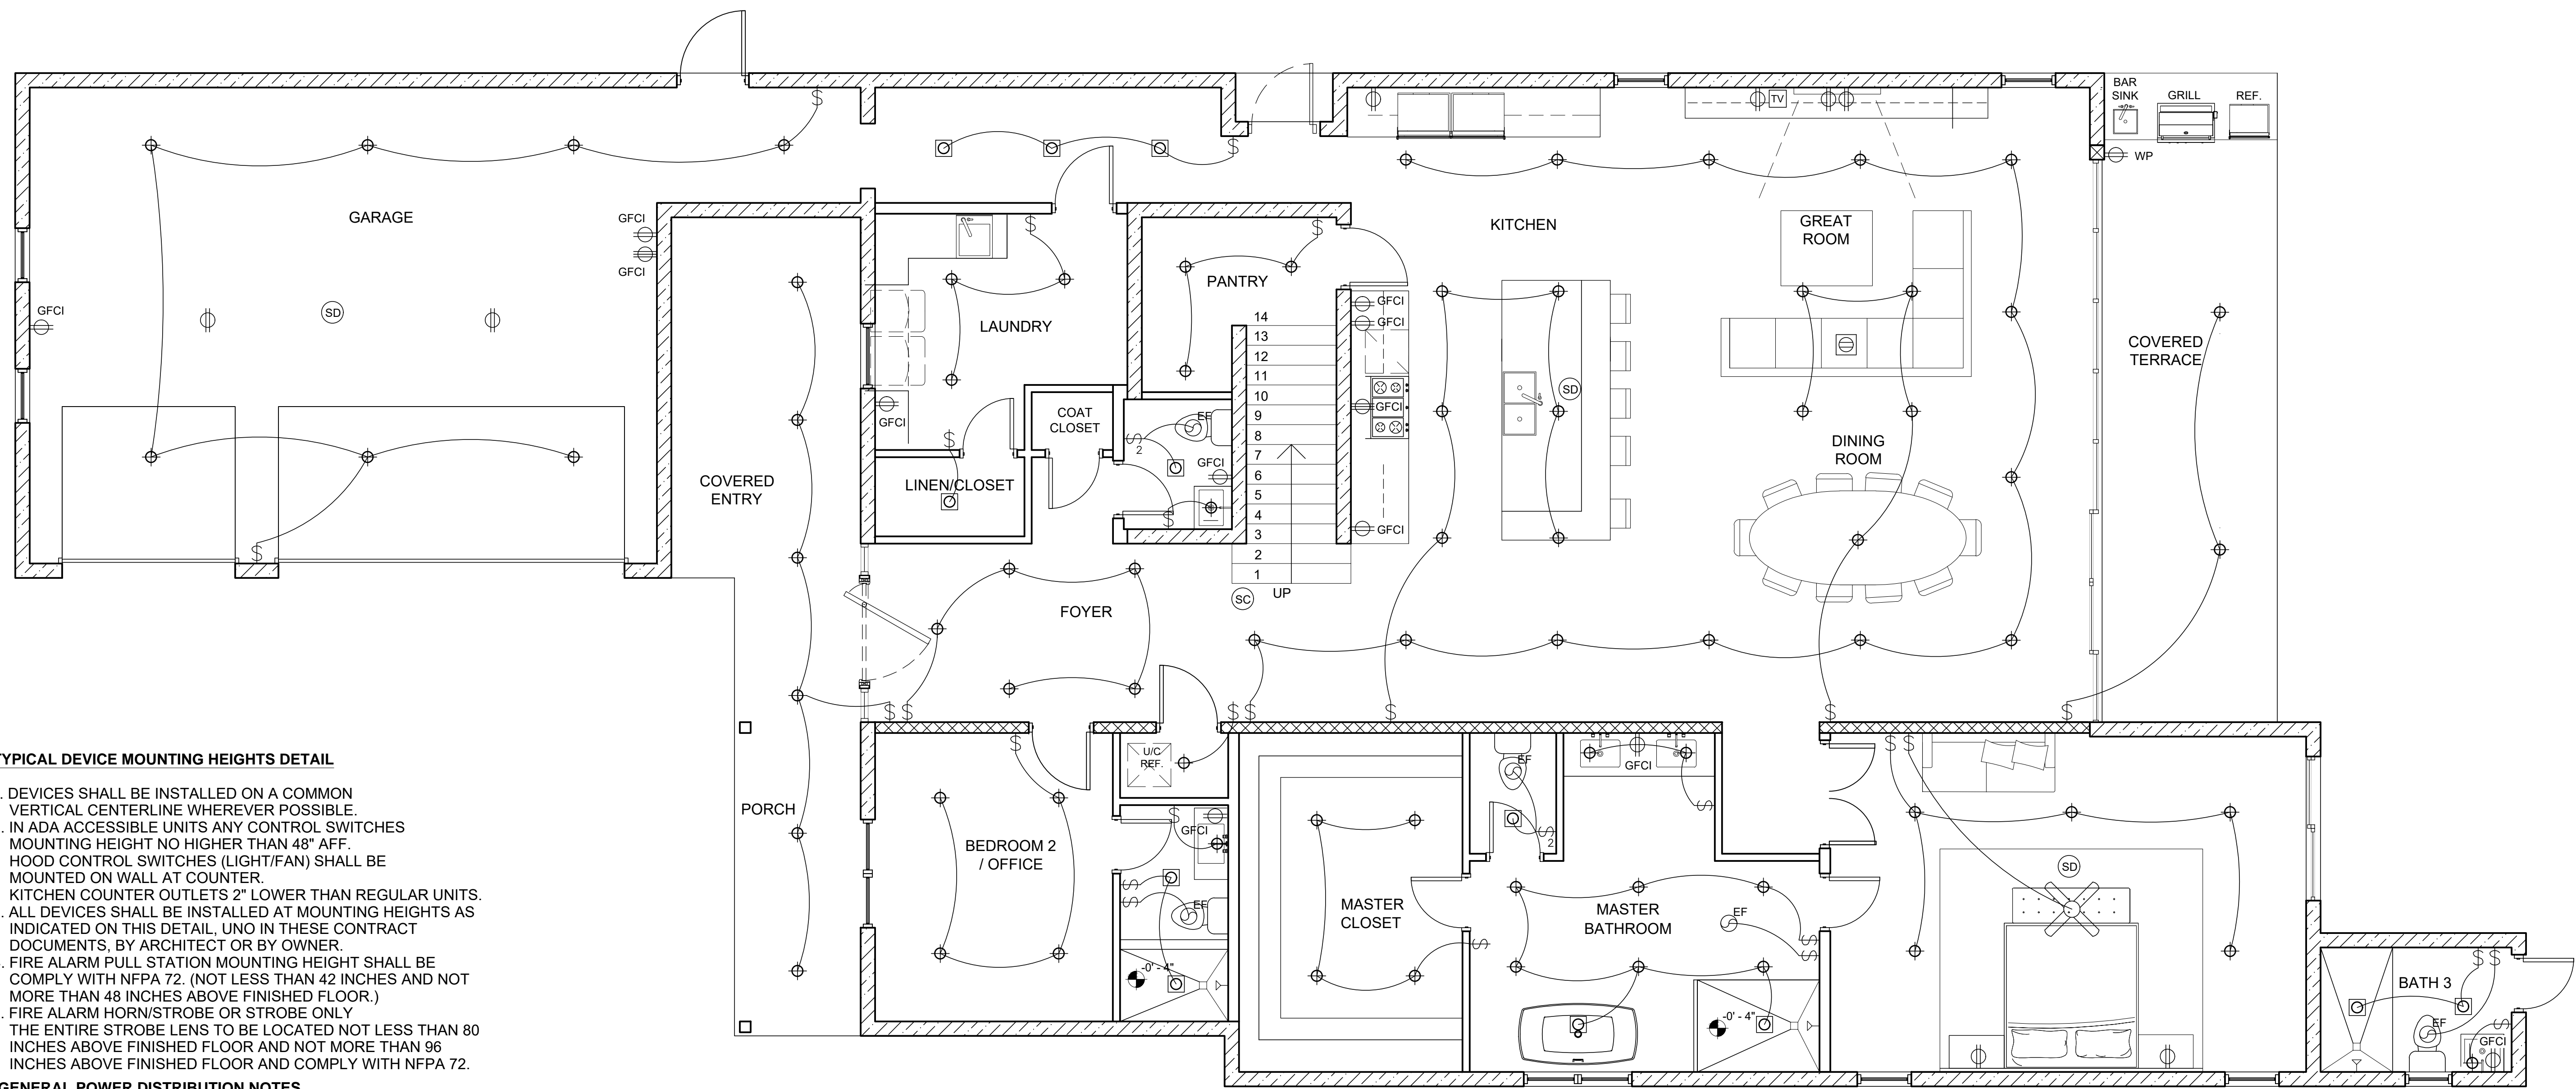 BAR
SINK
GRILL
REF.
TV
WP
GARAGE
GFCI
GFCI
GFCI
SD
KITCHEN
GREAT
ROOM
PANTRY
LAUNDRY
14
13
12
11
10
9
8
7
6
5
4
3
2
1
UP
SC
GFCI
GFCI
GFCI
GFCI
SD
COVERED
TERRACE
COAT
CLOSET
EF
2
GFCI
GFCI
LINEN/CLOSET
COVERED
ENTRY
DINING
ROOM
FOYER
PORCH
U/C
REF.
EF
GFCI
2
BEDROOM 2
/ OFFICE
GFCI
EF
-0' - 4"
MASTER
CLOSET
MASTER
BATHROOM
EF
-0' - 4"
SD
BATH 3
EF
GFCI
TYPICAL DEVICE MOUNTING HEIGHTS DETAIL
. DEVICES SHALL BE INSTALLED ON A COMMON
VERTICAL CENTERLINE WHEREVER POSSIBLE.
. IN ADA ACCESSIBLE UNITS ANY CONTROL SWITCHES
MOUNTING HEIGHT NO HIGHER THAN 48" AFF.
HOOD CONTROL SWITCHES (LIGHT/FAN) SHALL BE
MOUNTED ON WALL AT COUNTER.
KITCHEN COUNTER OUTLETS 2" LOWER THAN REGULAR UNITS.
. ALL DEVICES SHALL BE INSTALLED AT MOUNTING HEIGHTS AS
INDICATED ON THIS DETAIL, UNO IN THESE CONTRACT
DOCUMENTS, BY ARCHITECT OR BY OWNER.
. FIRE ALARM PULL STATION MOUNTING HEIGHT SHALL BE
COMPLY WITH NFPA 72. (NOT LESS THAN 42 INCHES AND NOT
MORE THAN 48 INCHES ABOVE FINISHED FLOOR.)
. FIRE ALARM HORN/STROBE OR STROBE ONLY
THE ENTIRE STROBE LENS TO BE LOCATED NOT LESS THAN 80
INCHES ABOVE FINISHED FLOOR AND NOT MORE THAN 96
INCHES ABOVE FINISHED FLOOR AND COMPLY WITH NFPA 72.
GENERAL POWER DISTRIBUTION NOTES